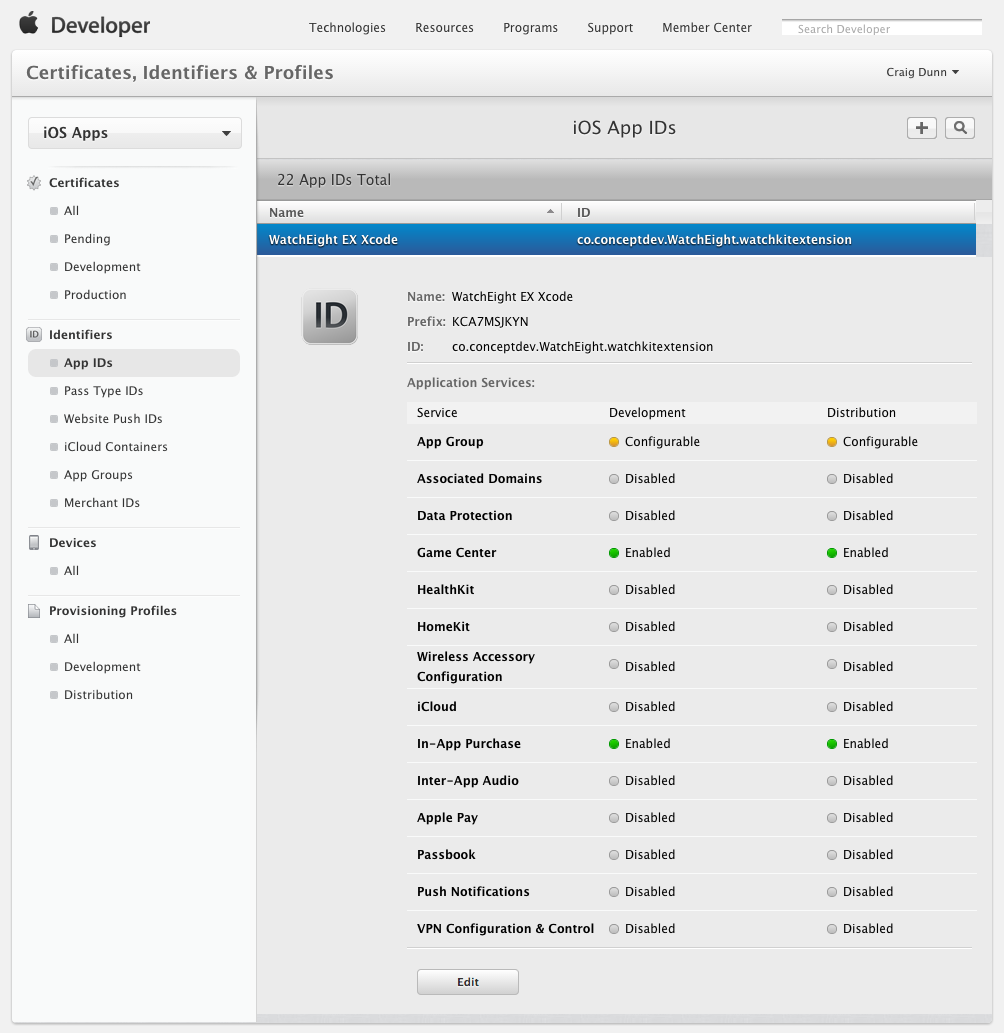 Developer
Technologies Resources Programs Support Member Center Search Developer
Certificates, Identifiers & Profiles
Craig Dunn
iOS Apps
Certificates
All
Pending
Development
Production
ID Identifiers
App IDs
Pass Type IDs
Website Push IDs
iCloud Containers
App Groups
Merchant IDs
Devices
All
Provisioning Profiles
All
Development
Distribution
iOS App IDs
22 App IDs Total
Name ID
WatchEight EX Xcode co.conceptdev.WatchEight.watchkitextension
ID
Name: WatchEight EX Xcode
Prefix: KCA7MSJKYN
ID: co.conceptdev.WatchEight.watchkitextension
Application Services:
Service Development Distribution
App Group Configurable Configurable
Associated Domains Disabled Disabled
Data Protection Disabled Disabled
Game Center Enabled Enabled
HealthKit Disabled Disabled
HomeKit Disabled Disabled
Wireless Accessory
Configuration Disabled Disabled
iCloud Disabled Disabled
In-App Purchase Enabled Enabled
Inter-App Audio Disabled Disabled
Apple Pay Disabled Disabled
Passbook Disabled Disabled
Push Notifications Disabled Disabled
VPN Configuration & Control Disabled Disabled
Edit